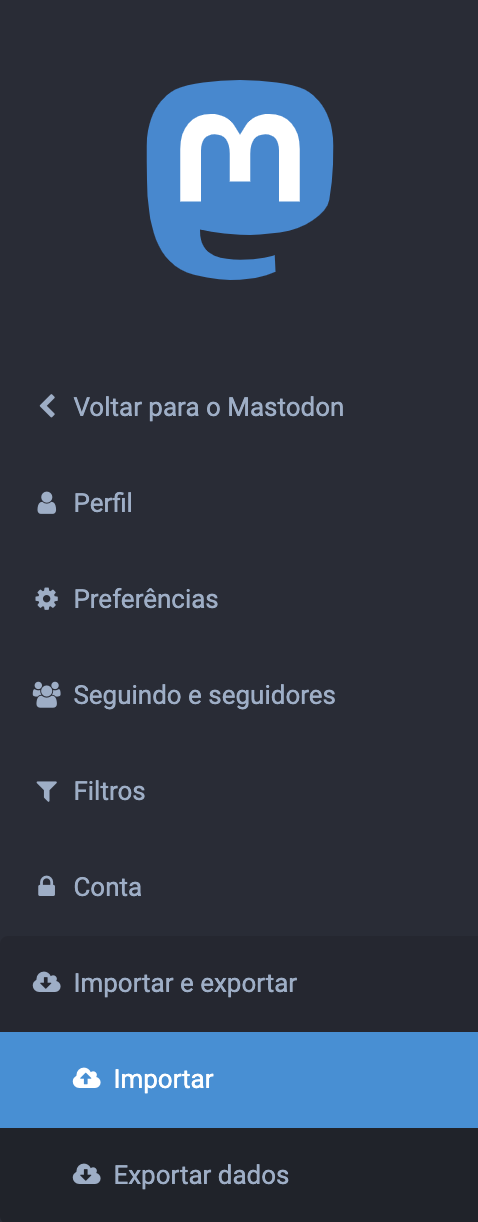 m
Voltar para o Mastodon
Perfil
Preferências
Seguindo e seguidores
Filtros
Conta
Importar e exportar
Importar
Exportar dados